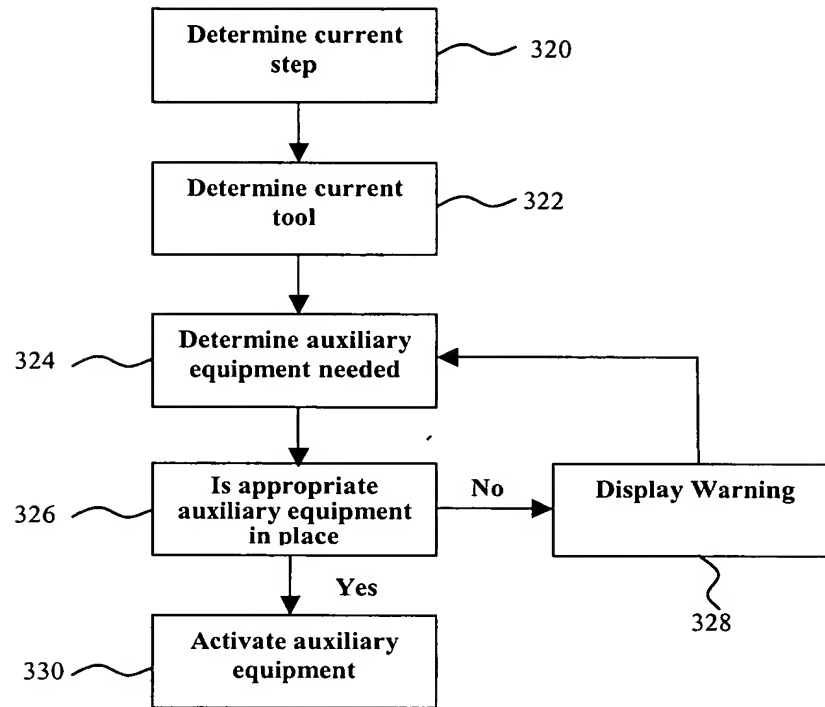 Determine current
step
320
Determine current
tool
322
324
Determine auxiliary
equipment needed
326
Is appropriate
auxiliary equipment
in place
No
Display Warning
328
Yes
330
Activate auxiliary
equipment